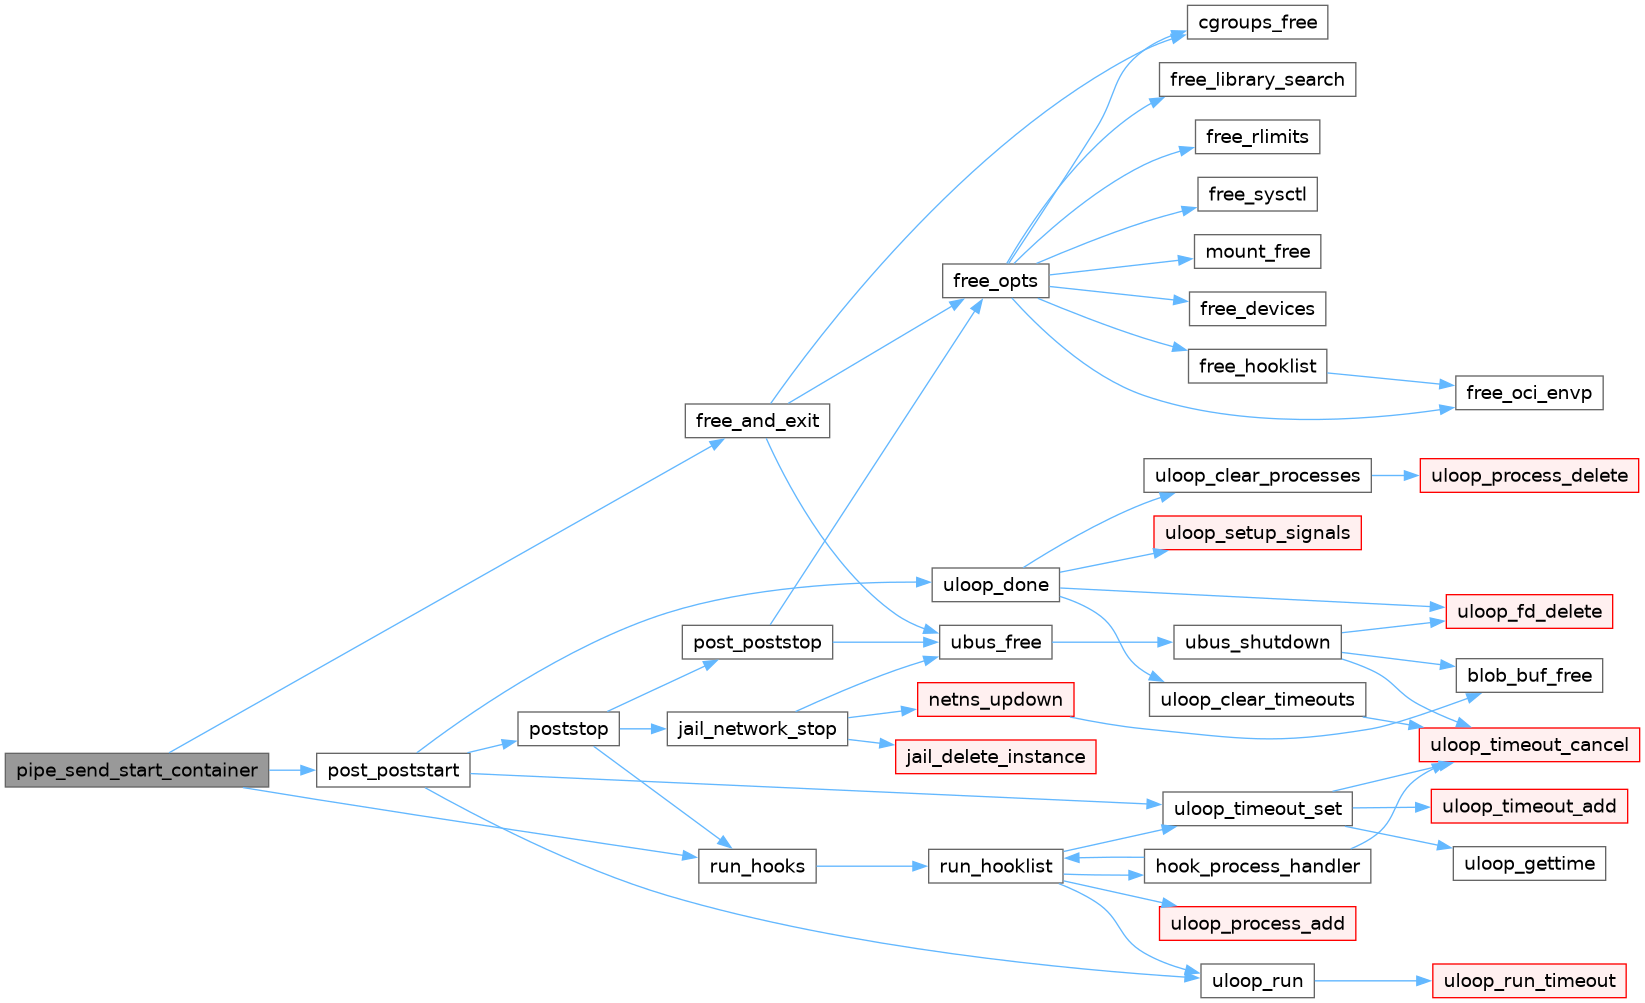 cgroups_free
free_library_search
free_rlimits
free_sysctl
mount_free
free_opts
free_devices
free_hooklist
free_oci_envp
free_and_exit
uloop_clear_processes
uloop_process_delete
uloop_setup_signals
uloop_done
uloop_fd_delete
post_poststop
ubus_free
ubus_shutdown
blob_buf_free
netns_updown
uloop_clear_timeouts
poststop
jail_network_stop
uloop_timeout_cancel
jail_delete_instance
pipe_send_start_container
post_poststart
uloop_timeout_set
uloop_timeout_add
run_hooks
run_hooklist
hook_process_handler
uloop_gettime
uloop_process_add
uloop_run
uloop_run_timeout